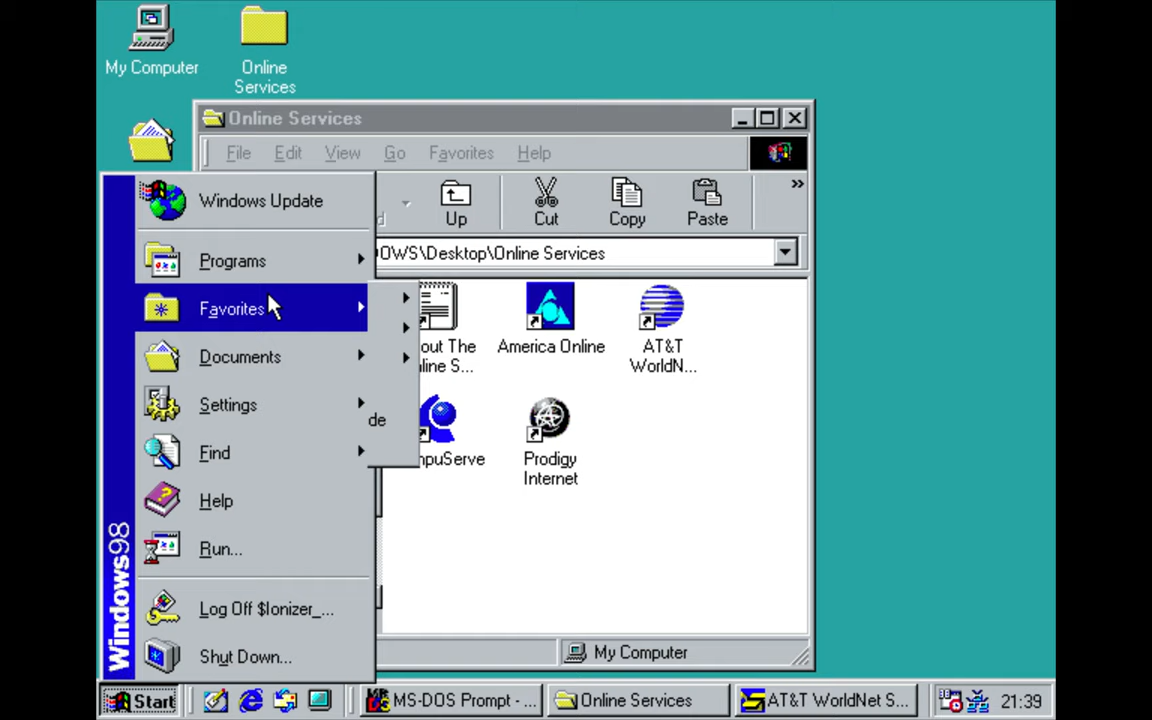 My Computer
Online
Services
Online Services
File Edit View Go Favorites Help
Windows Update
Up Cut Copy Paste
Programs
OWS\Desktop\Online Services
Favorites
out The
line S...
America Online
AT&T
WorldN...
Documents
Settings
de
Find
mpuServe
Prodigy
Internet
Help
Run...
Log Off $Ionizer_...
Shut Down...
Windows98
My Computer
Start
MS-DOS Prompt - ...
Online Services
AT&T WorldNet S...
21:39